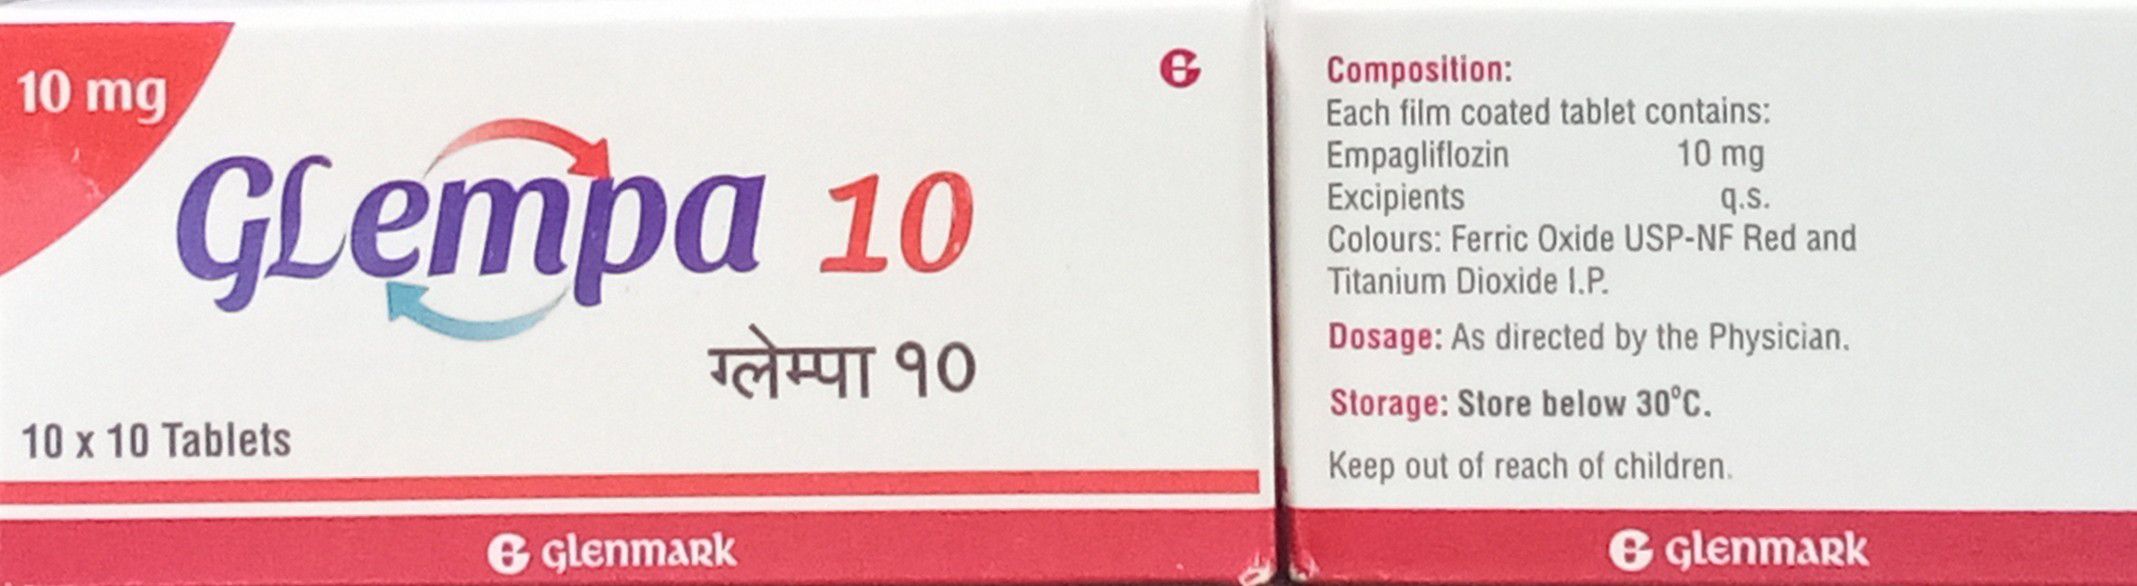 10 mg
GLempa 10
ग्लेम्पा १०
10 x 10 Tablets
glenmark
Composition:
Each film coated tablet contains:
Empagliflozin 10 mg
Excipients q.s.
Colours: Ferric Oxide USP-NF Red and
Titanium Dioxide I.P.
Dosage: As directed by the Physician.
Storage: Store below 30⁰C.
Keep out of reach of children.
glenmark